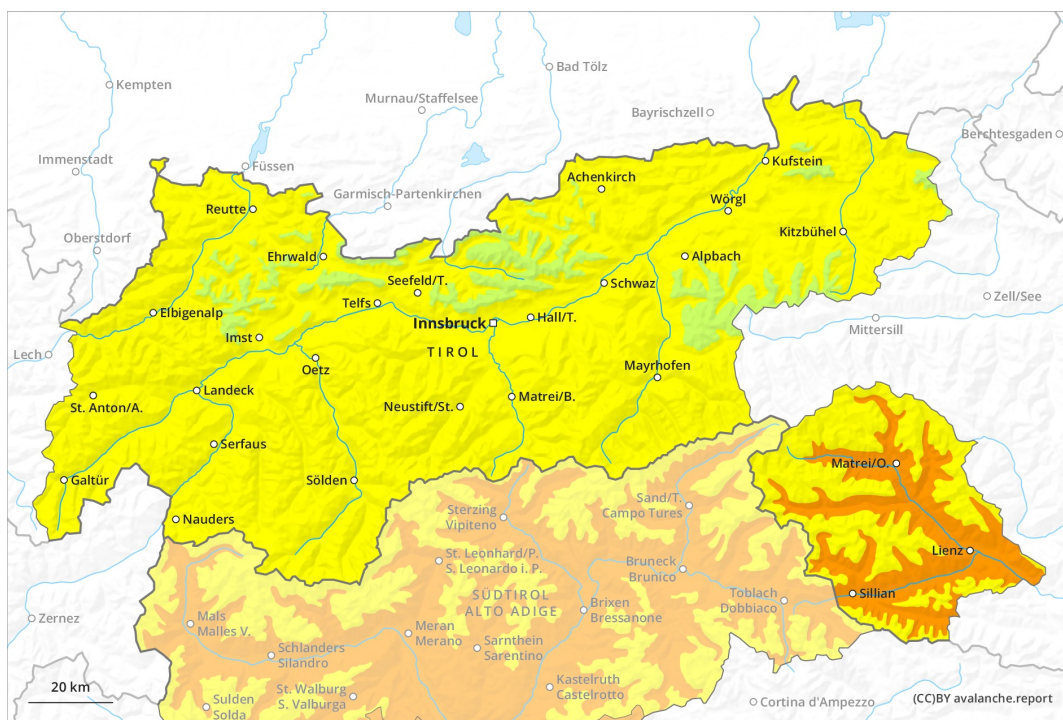 Kempten
Bad Tölz
Murnau/Staffelsee
Bayrischzell
Berchtesgaden
Immenstadt
Füssen
Kufstein
Achenkirch
Garmisch-Partenkirchen
Wörgl
Reutte
Oberstdorf
Kitzbühel
Ehrwald
Alpbach
Seefeld/T.
Schwaz
Zell/See
Telfs
Elbigenalp
Hall/T.
Innsbruck
Mittersill
Imst
Lech
TIROL
Oetz
Mayrhofen
Landeck
St. Anton/A.
Neustift/St.
Matrei/B.
Serfaus
Matrei/O.
Galtür
Sölden
Sand/T.
Campo Tures
Sterzing
Vipiteno
Nauders
Lienz
St. Leonhard/P.
S. Leonardo i. P.
Bruneck
Brunico
Sillian
Toblach
Dobbiaco
SÜDTIROL
ALTO ADIGE
Brixen
Bressanone
Zernez
Mals
Malles V.
Meran
Merano
Sarnthein
Sarentino
Schlanders
Silandro
20 km
St. Walburg
S. Valburga
Kastelruth
Castelrotto
Sulden
Solda
Cortina d'Ampezzo
(CC)BY avalanche.report